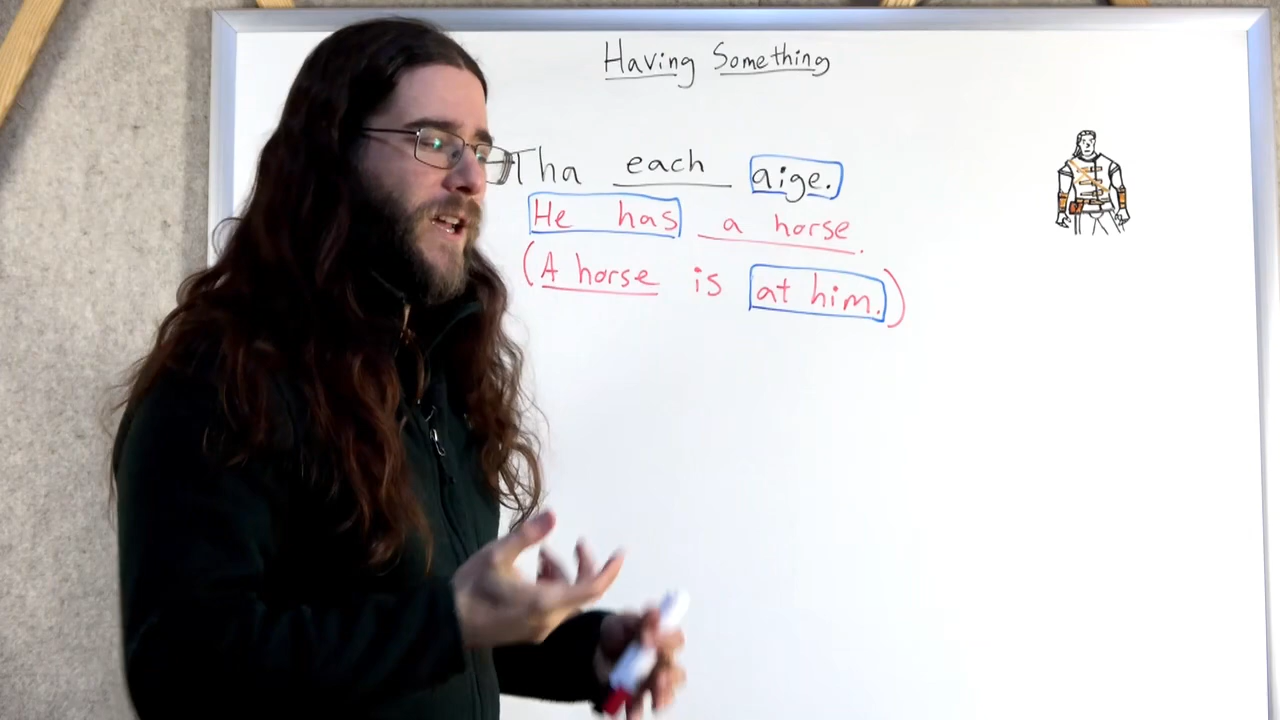 Having Something
Tha each aige.
He has a horse.
(A horse is at him.)